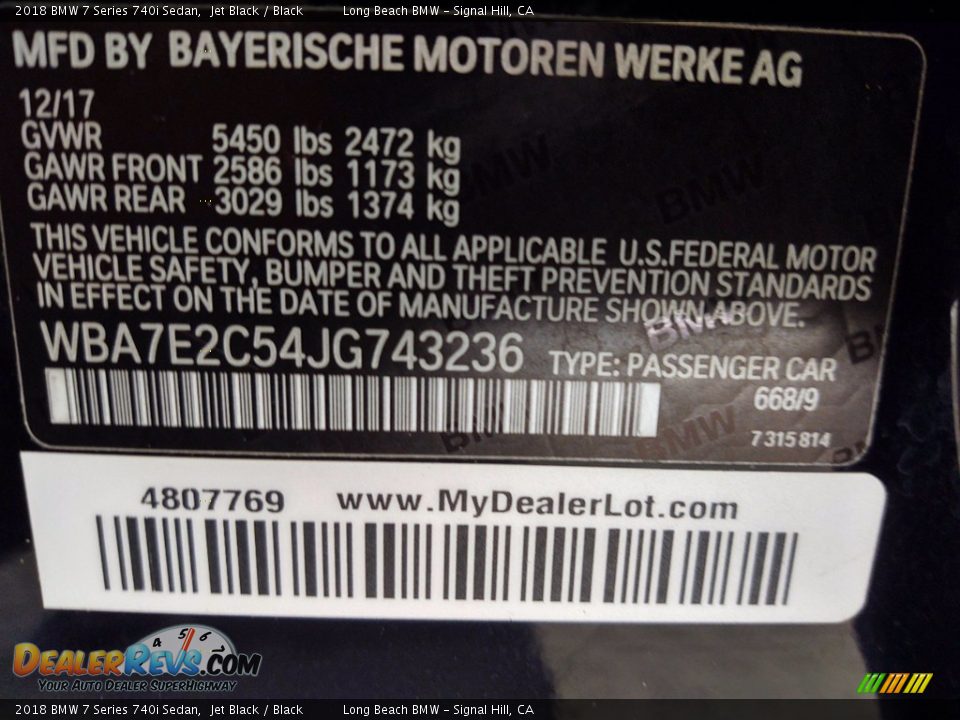 2018 BMW 7 Series 740i Sedan, Jet Black / Black Long Beach BMW - Signal Hill, CA
MFD BY BAYERISCHE MOTOREN WERKE AG
12/17
GVWR 5450 lbs 2472 kg
GAWR FRONT 2586 lbs 1173 kg
GAWR REAR 3029 lbs 1374 kg
THIS VEHICLE CONFORMS TO ALL APPLICABLE U.S.FEDERAL MOTOR
VEHICLE SAFETY, BUMPER AND THEFT PREVENTION STANDARDS
IN EFFECT ON THE DATE OF MANUFACTURE SHOWN ABOVE.
WBA7E2C54JG743236 TYPE: PASSENGER CAR
668/9
7315814
4807769 www.MyDealerLot.com
4 5 6
DEALERREVS.COM
YOUR AUTO DEALER SUPERHIGHWAY
2018 BMW 7 Series 740i Sedan, Jet Black / Black Long Beach BMW - Signal Hill, CA